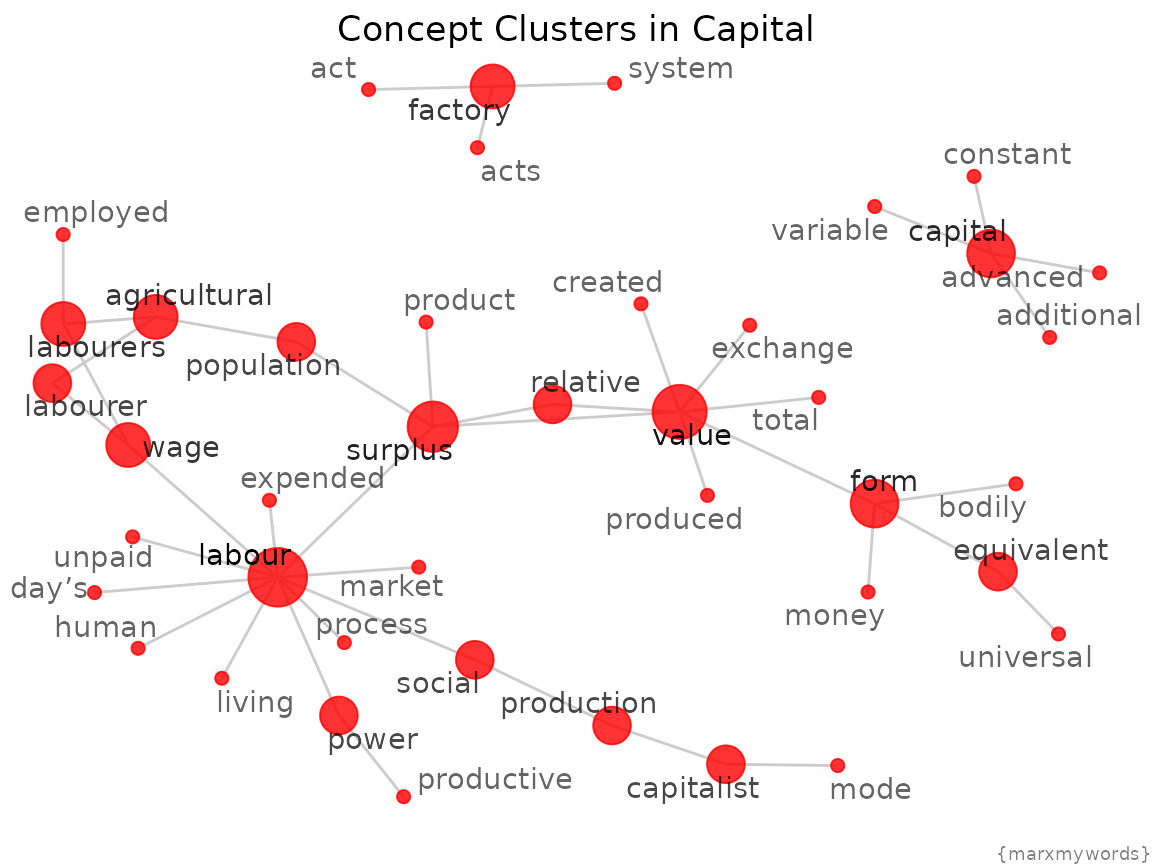 Concept Clusters in Capital
act
system
factory
acts
constant
variable
capital
advanced
additional
employed
agricultural
labourers
population
labourer
wage
product
created
exchange
relative
total
surplus
value
expended
produced
form
bodily
equivalent
money
universal
unpaid
labour
day’s
market
human
process
living
social
power
production
productive
capitalist
mode
{marxmywords}